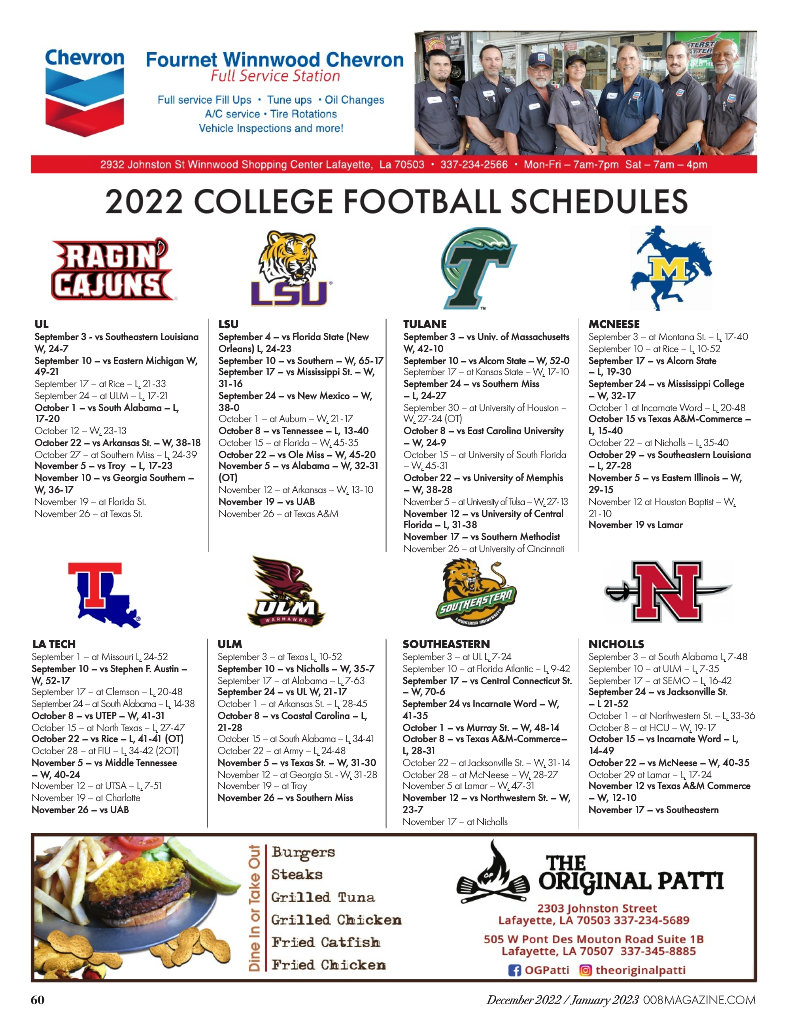 Chevron
Fournet Winnwood Chevron
Full Service Station
Full service Fill Ups • Tune ups • Oil Changes
A/C service • Tire Rotations
Vehicle Inspections and more!
2932 Johnston St Winnwood Shopping Center Lafayette, La 70503 • 337-234-2566 • Mon-Fri – 7am-7pm Sat – 7am – 4pm
2022 COLLEGE FOOTBALL SCHEDULES
RAGIN'
CAJUNS
UL
September 3 - vs Southeastern Louisiana
W, 24-7
September 10 – vs Eastern Michigan W,
49-21
September 17 – at Rice – L, 21-33
September 24 – at ULM – L, 17-21
October 1 – vs South Alabama – L,
17-20
October 12 – W, 23-13
October 22 – vs Arkansas St. – W, 38-18
October 27 – at Southern Miss – L, 24-39
November 5 – vs Troy – L, 17-23
November 10 – vs Georgia Southern –
W, 36-17
November 19 – at Florida St.
November 26 – at Texas St.
LSU
LSU
September 4 – vs Florida State (New
Orleans) L, 24-23
September 10 – vs Southern – W, 65-17
September 17 – vs Mississippi St. – W,
31-16
September 24 – vs New Mexico – W,
38-0
October 1 – at Auburn – W, 21-17
October 8 – vs Tennessee – L, 13-40
October 15 – at Florida – W, 45-35
October 22 – vs Ole Miss – W, 45-20
November 5 – vs Alabama – W, 32-31
(OT)
November 12 – at Arkansas – W, 13-10
November 19 – vs UAB
November 26 – at Texas A&M
T
TULANE
September 3 – vs Univ. of Massachusetts
W, 42-10
September 10 – vs Alcorn State – W, 52-0
September 17 – at Kansas State – W, 17-10
September 24 – vs Southern Miss
– L, 24-27
September 30 – at University of Houston –
W, 27-24 (OT)
October 8 – vs East Carolina University
– W, 24-9
October 15 – at University of South Florida
– W, 45-31
October 22 – vs University of Memphis
– W, 38-28
November 5 – at University of Tulsa – W, 27-13
November 12 – vs University of Central
Florida – L, 31-38
November 17 – vs Southern Methodist
November 26 – at University of Cincinnati
M
MCNEESE
September 3 – at Montana St. – L, 17-40
September 10 – at Rice – L, 10-52
September 17 – vs Alcorn State
– L, 19-30
September 24 – vs Mississippi College
– W, 32-17
October 1 at Incarnate Word – L, 20-48
October 15 vs Texas A&M-Commerce –
L, 15-40
October 22 – at Nicholls – L, 35-40
October 29 – vs Southeastern Louisiana
– L, 27-28
November 5 – vs Eastern Illinois – W,
29-15
November 12 at Houston Baptist – W,
21-10
November 19 vs Lamar
T
LA TECH
September 1 – at Missouri L, 24-52
September 10 – vs Stephen F. Austin –
W, 52-17
September 17 – at Clemson – L, 20-48
September 24 – at South Alabama – L, 14-38
October 8 – vs UTEP – W, 41-31
October 15 – at North Texas – L, 27-47
October 22 – vs Rice – L, 41-41 (OT)
October 28 – at FIU – L, 34-42 (2OT)
November 5 – vs Middle Tennessee
– W, 40-24
November 12 – at UTSA – L, 7-51
November 19 – at Charlotte
November 26 – vs UAB
ULM
WARHAWKS
ULM
September 3 – at Texas L, 10-52
September 10 – vs Nicholls – W, 35-7
September 17 – at Alabama – L, 7-63
September 24 – vs UL W, 21-17
October 1 – at Arkansas St. – L, 28-45
October 8 – vs Coastal Carolina – L,
21-28
October 15 – at South Alabama – L, 34-41
October 22 – at Army – L, 24-48
November 5 – vs Texas St. – W, 31-30
November 12 – at Georgia St. - W, 31-28
November 19 – at Troy
November 26 – vs Southern Miss
SOUTHEASTERN
SOUTHEASTERN
September 3 – at UL L, 7-24
September 10 – at Florida Atlantic – L, 9-42
September 17 – vs Central Connecticut St.
– W, 70-6
September 24 vs Incarnate Word – W,
41-35
October 1 – vs Murray St. – W, 48-14
October 8 – vs Texas A&M-Commerce–
L, 28-31
October 22 – at Jacksonville St. – W, 31-14
October 28 – at McNeese – W, 28-27
November 5 at Lamar – W, 47-31
November 12 – vs Northwestern St. – W,
23-7
November 17 – at Nicholls
N
NICHOLLS
September 3 – at South Alabama L, 7-48
September 10 – at ULM – L, 7-35
September 17 – at SEMO – L, 16-42
September 24 – vs Jacksonville St.
– L 21-52
October 1 – at Northwestern St. – L, 33-36
October 8 – at HCU – W, 19-17
October 15 – vs Incarnate Word – L,
14-49
October 22 – vs McNeese – W, 40-35
October 29 at Lamar – L, 17-24
November 12 vs Texas A&M Commerce
– W, 12-10
November 17 – vs Southeastern
Dine In or Take Out
Burgers
Steaks
Grilled Tuna
Grilled Chicken
Fried Catfish
Fried Chicken
THE
ORIGINAL PATTI
2303 Johnston Street
Lafayette, LA 70503 337-234-5689
505 W Pont Des Mouton Road Suite 1B
Lafayette, LA 70507 337-345-8885
OGPatti theoriginalpatti
60
December 2022 / January 2023 008MAGAZINE.COM